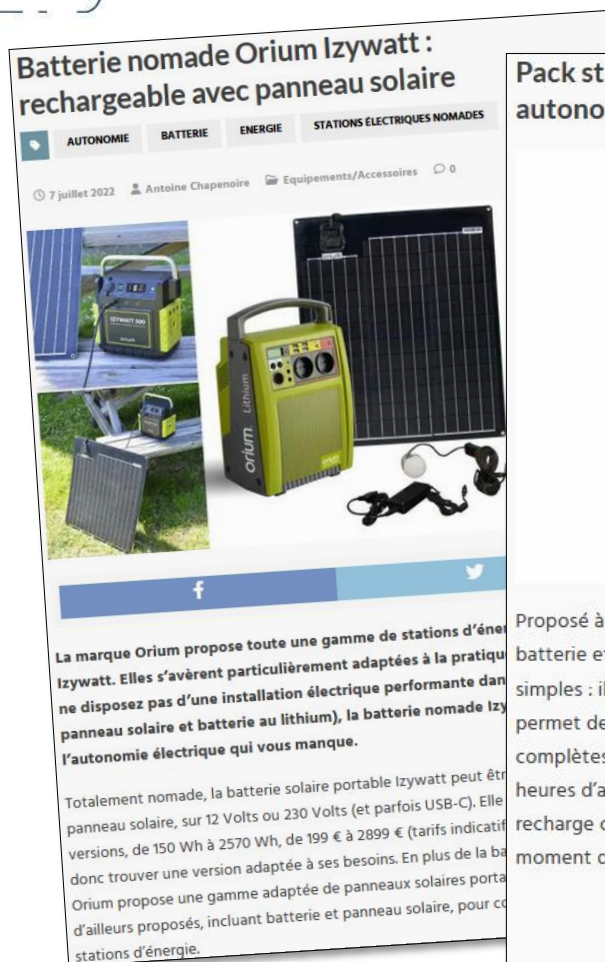 Batterie nomade Orium Izywatt :
rechargeable avec panneau solaire
AUTONOMIE BATTERIE ENERGIE STATIONS ÉLECTRIQUES NOMADES
7 juillet 2022 Antoine Chapenoire Equipements/Accessoires 0
IZYWATT 300
orium
orium. Lithium
orium
La marque Orium propose toute une gamme de stations d'éner
Izywatt. Elles s'avèrent particulièrement adaptées à la pratiqu
ne disposez pas d'une installation électrique performante dan
panneau solaire et batterie au lithium), la batterie nomade Izy
l'autonomie électrique qui vous manque.
Totalement nomade, la batterie solaire portable Izywatt peut êtr
panneau solaire, sur 12 Volts ou 230 Volts (et parfois USB-C). Elle
versions, de 150 Wh à 2570 Wh, de 199 € à 2899 € (tarifs indicatif
donc trouver une version adaptée à ses besoins. En plus de la ba
Orium propose une gamme adaptée de panneaux solaires porta
d'ailleurs proposés, incluant batterie et panneau solaire, pour co
stations d'énergie.
Pack st
autono
Proposé à
batterie et
simples : il
permet de
complètes
heures d'a
recharge d
moment d